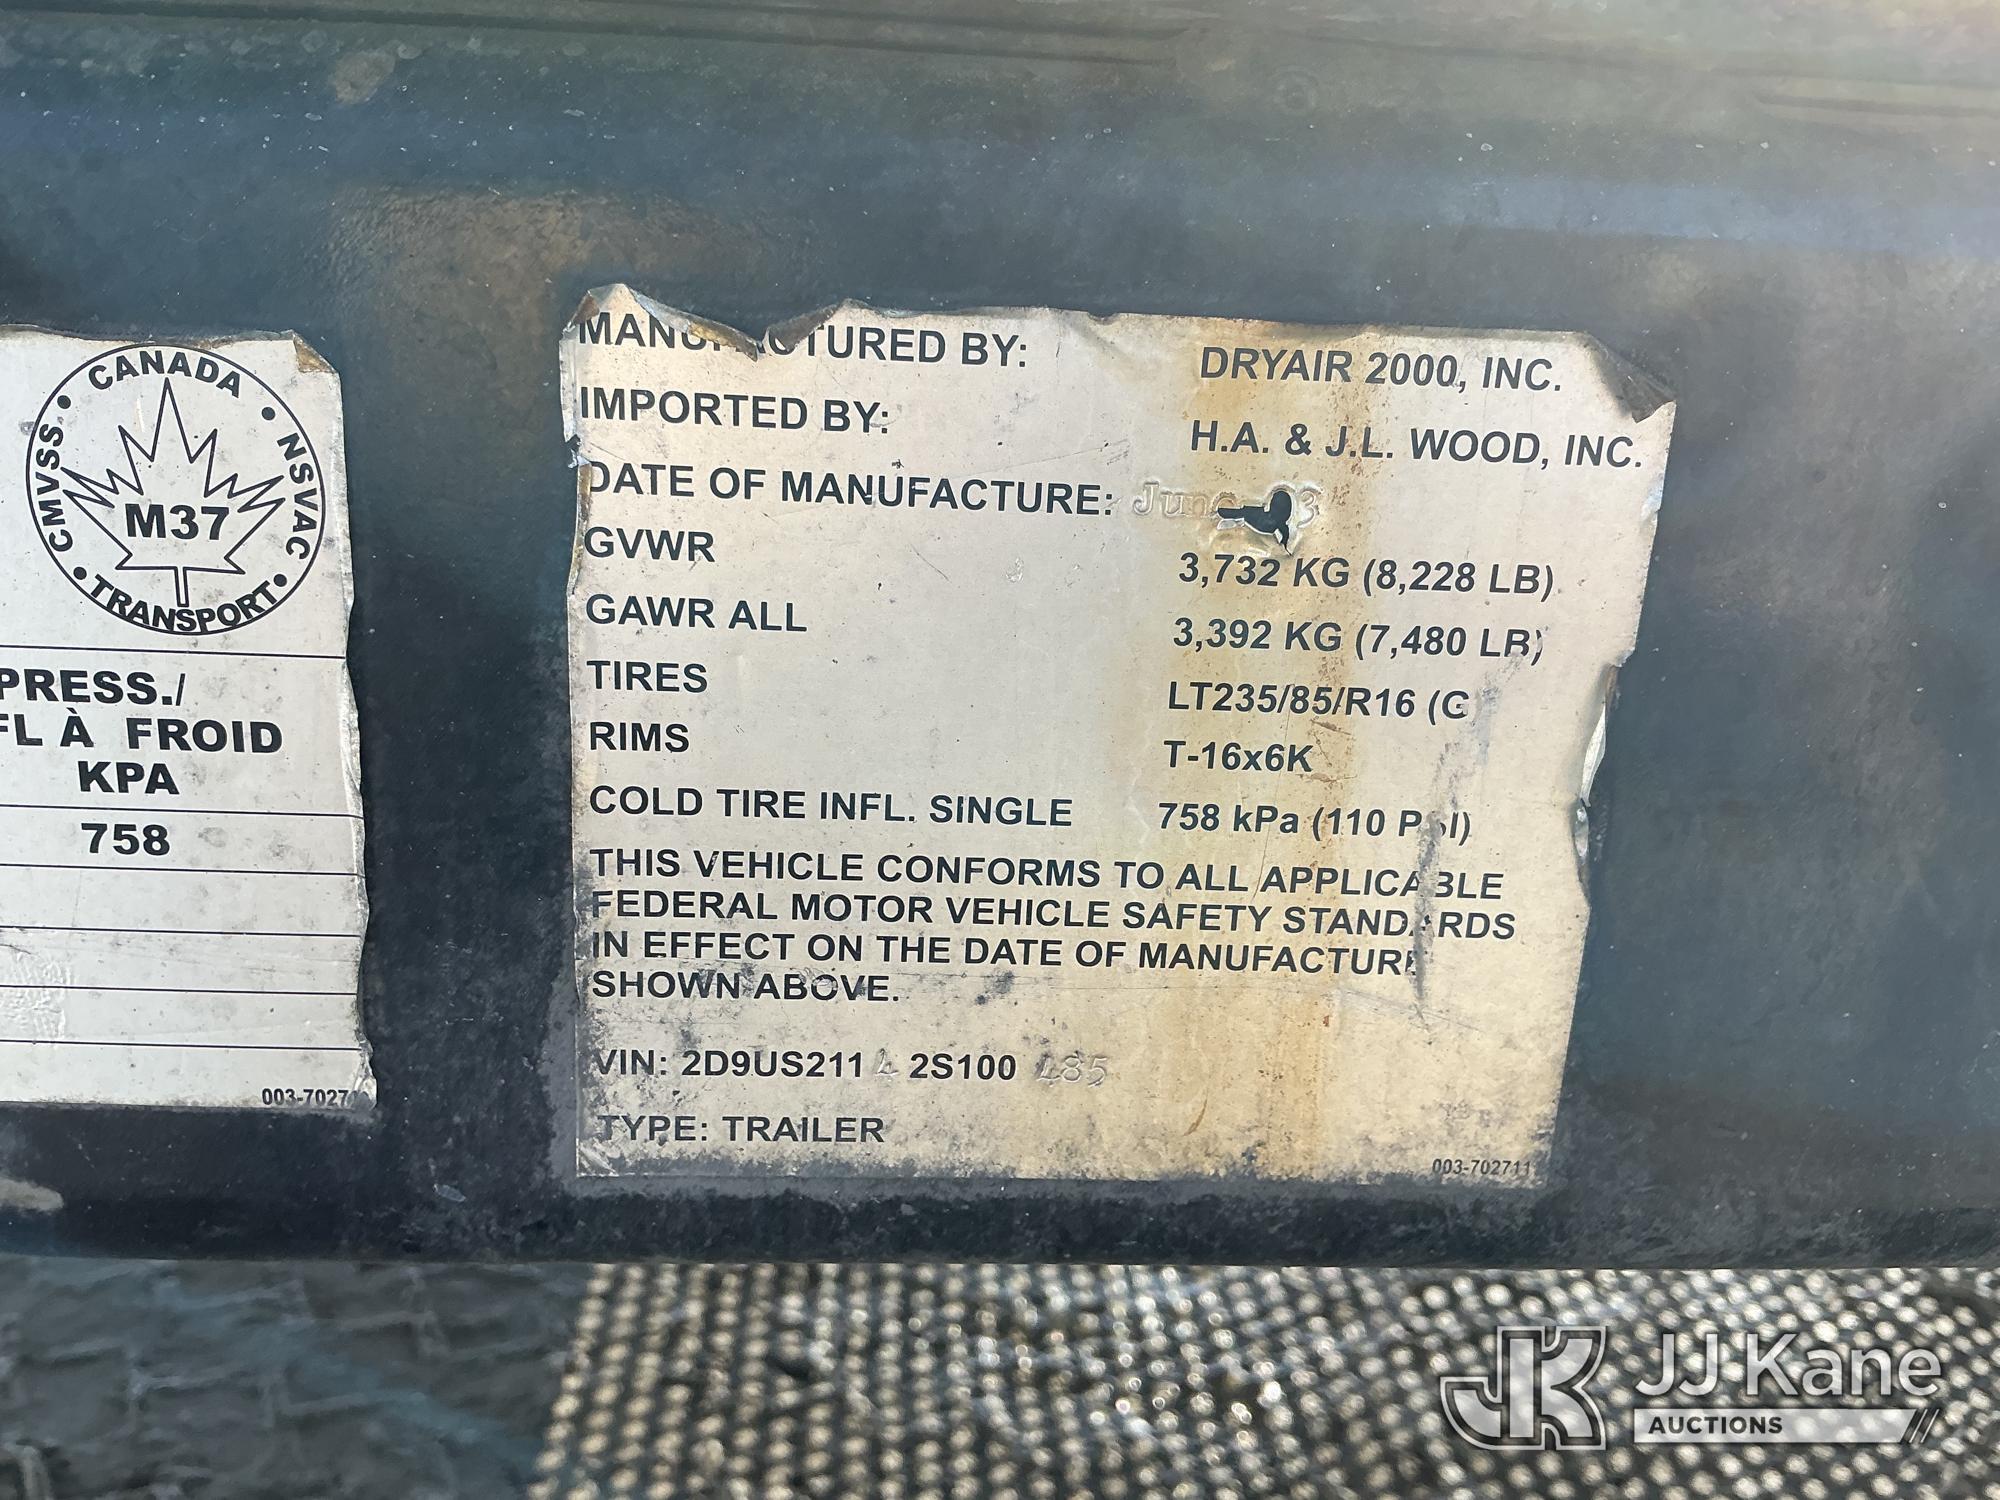 CANADA
CMVSS. NSVAC
M37
TRANSPORT
PRESS./
FL À FROID
KPA
758
MANUFACTURED BY: DRYAIR 2000, INC.
IMPORTED BY: H.A. & J.L. WOOD, INC.
DATE OF MANUFACTURE:
GVWR 3,732 KG (8,228 LB)
GAWR ALL 3,392 KG (7,480 LB)
TIRES LT235/85/R16 (G
RIMS T-16x6K
COLD TIRE INFL. SINGLE 758 kPa (110 PSI)
THIS VEHICLE CONFORMS TO ALL APPLICABLE
FEDERAL MOTOR VEHICLE SAFETY STANDARDS
IN EFFECT ON THE DATE OF MANUFACTURE
SHOWN ABOVE.
VIN: 2D9US211 2S100
TYPE: TRAILER
003-702711
JK JJ Kane
AUCTIONS